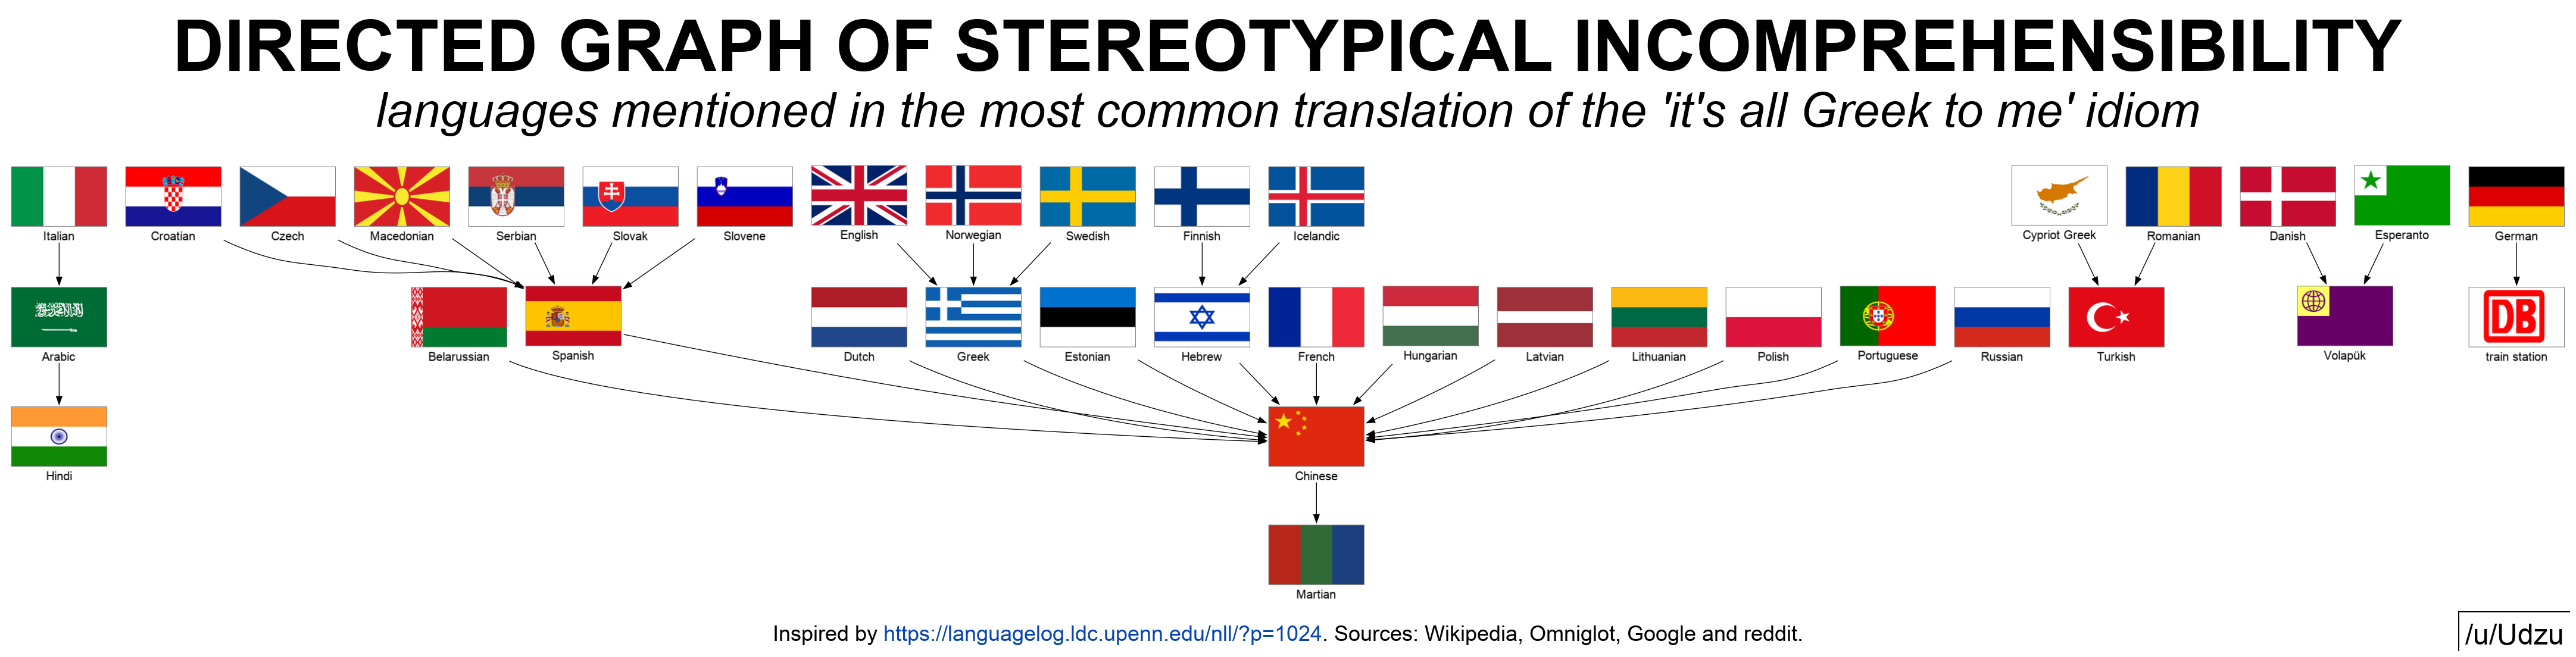 DIRECTED GRAPH OF STEREOTYPICAL INCOMPREHENSIBILITY
languages mentioned in the most common translation of the 'it's all Greek to me' idiom
Italian Croatian Czech Macedonian Serbian Slovak Slovene English Norwegian Swedish Finnish Icelandic Cypriot Greek Romanian Danish Esperanto German
DB
Arabic Belarussian Spanish Dutch Greek Estonian Hebrew French Hungarian Latvian Lithuanian Polish Portuguese Russian Turkish Volapük train station
Hindi Chinese
Martian
Inspired by https://languagelog.ldc.upenn.edu/nll/?p=1024. Sources: Wikipedia, Omniglot, Google and reddit.
/u/Udzu